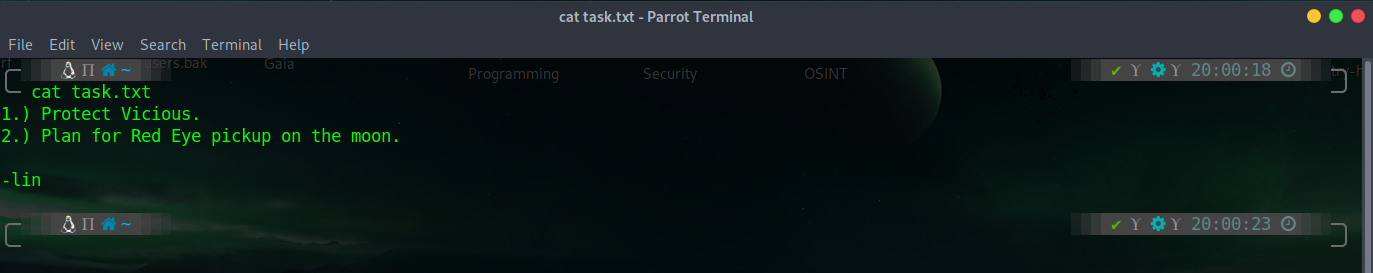 cat task.txt - Parrot Terminal
File Edit View Search Terminal Help
users.bak Gaia Programming Security OSINT
~ 20:00:18
cat task.txt
1.) Protect Vicious.
2.) Plan for Red Eye pickup on the moon.
-lin
~ 20:00:23